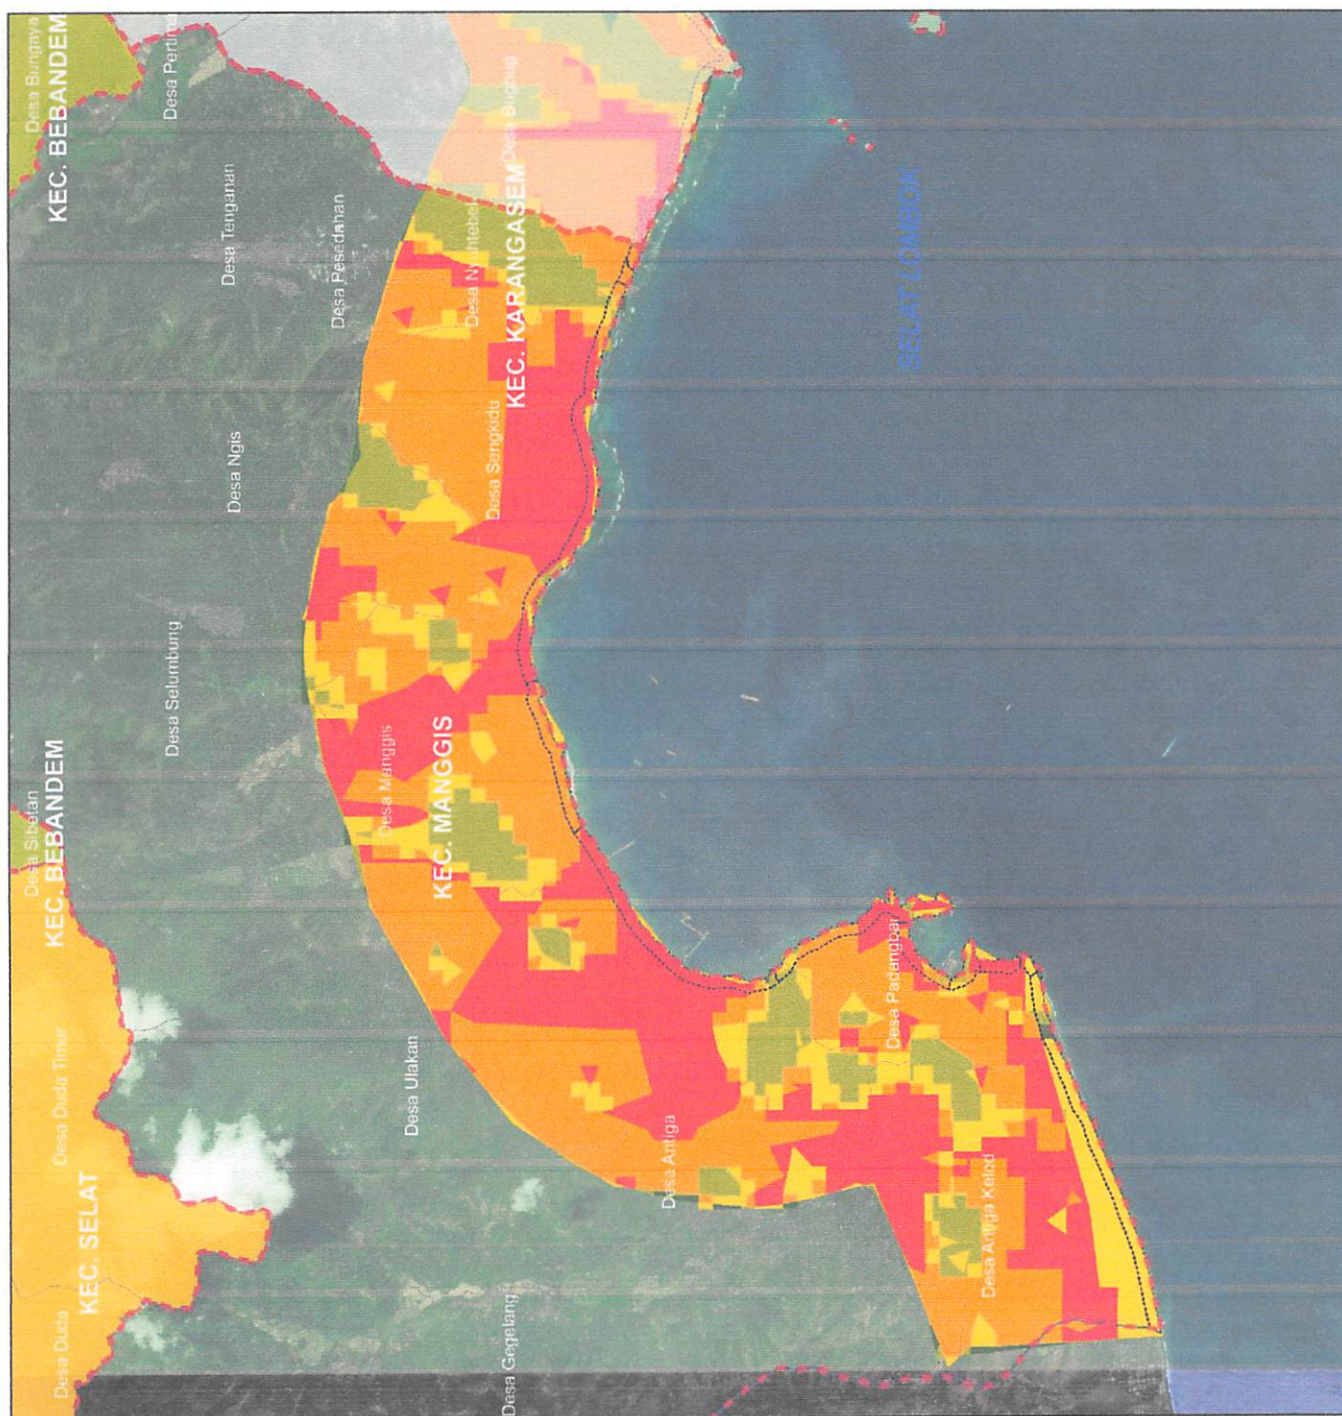 Desa Bungaya
KEC. BEBANDEM
Desa Pertima
Desa Bugbug
Desa Tenganan
Desa Pesedahan
Desa Nyuhtebel
KEC. KARANGASEM
SELAT LOMBOK
Desa Ngis
Desa Sengkidu
Desa Selumbung
Desa Manggis
KEC. MANGGIS
Desa Sibetan
KEC. BEBANDEM
Desa Padangbai
Desa Duda Timur
Desa Ulakan
Desa Antiga
KEC. SELAT
Desa Antiga Kelod
Desa Duda
Desa Gegelang